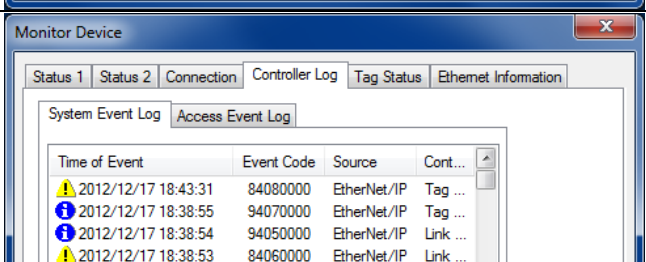 Monitor Device
Status 1 Status 2 Connection Controller Log Tag Status Ethernet Information
System Event Log Access Event Log
Time of Event Event Code Source Cont...
2012/12/17 18:43:31 84080000 EtherNet/IP Tag ...
2012/12/17 18:38:55 94070000 EtherNet/IP Tag ...
2012/12/17 18:38:54 94050000 EtherNet/IP Link ...
2012/12/17 18:38:53 84060000 EtherNet/IP Link ...